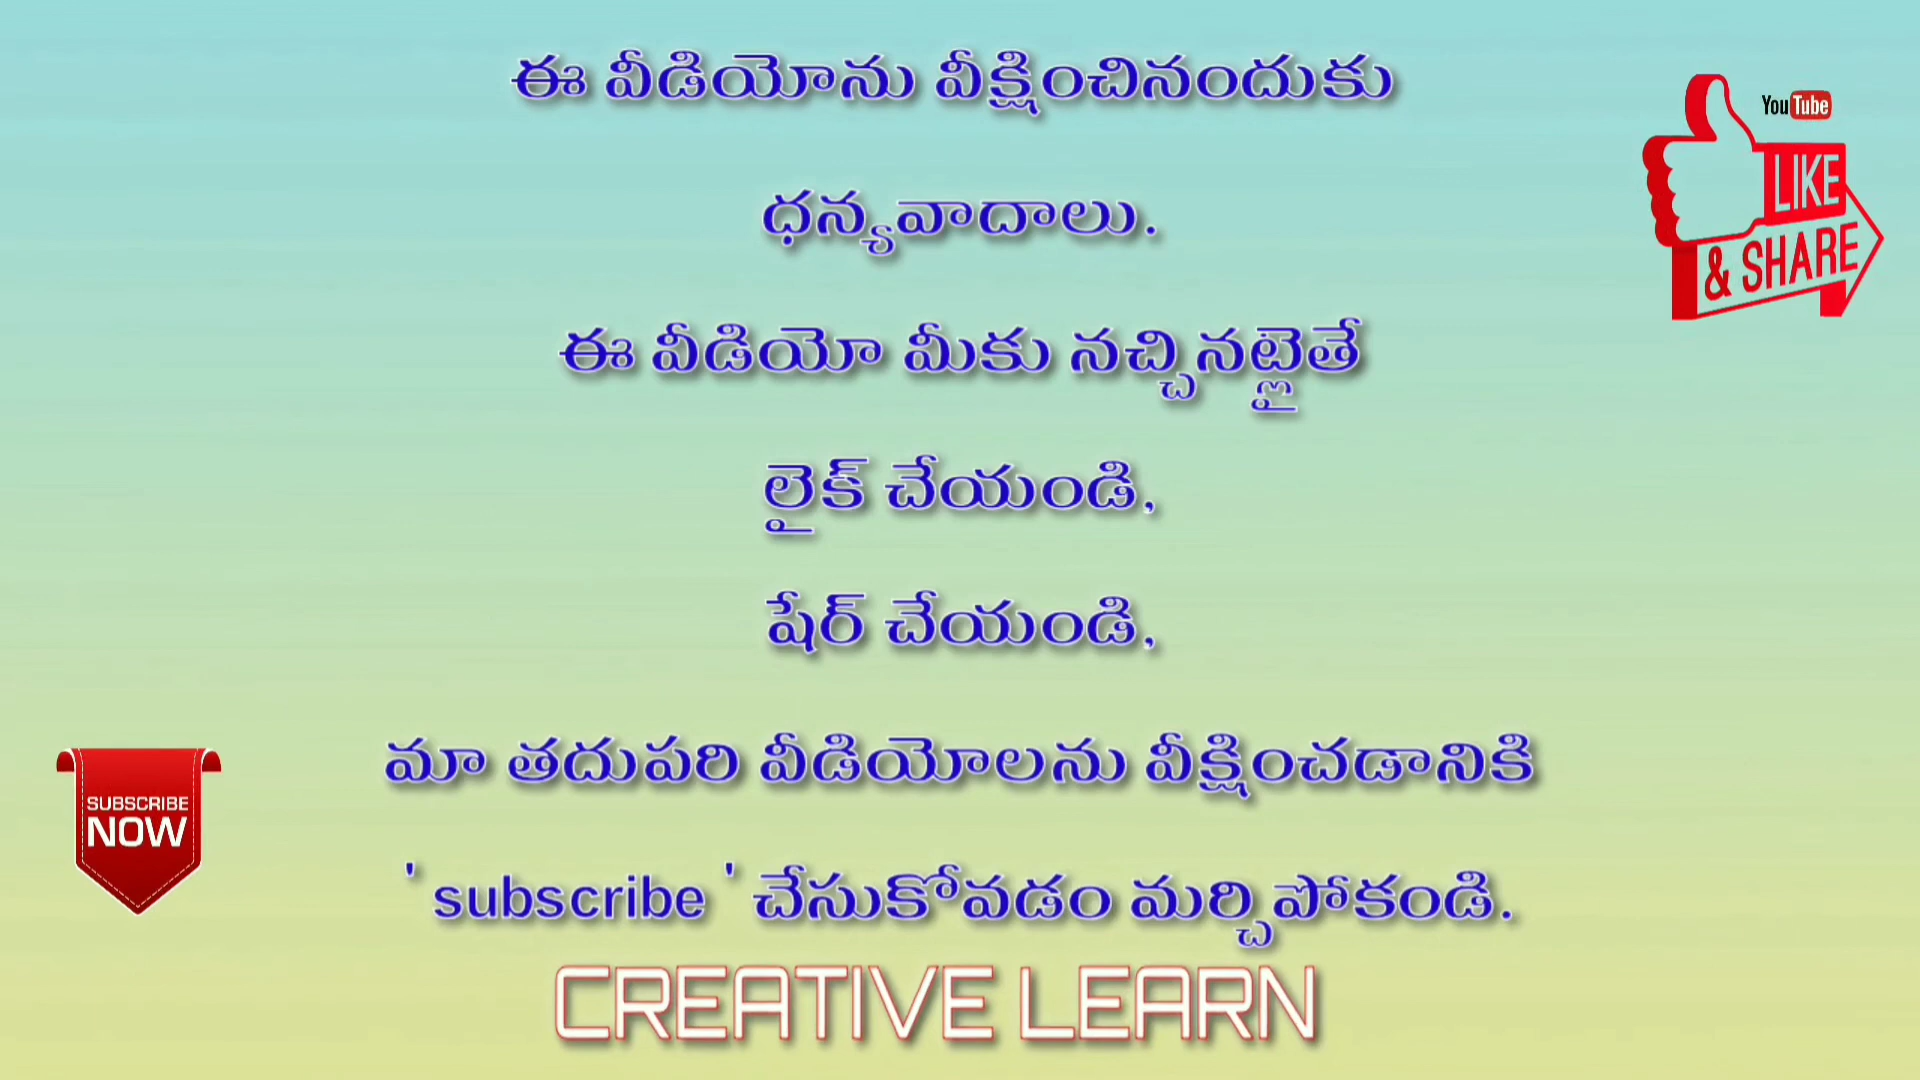 ఈ వీడియోను వీక్షించినందుకు
ధన్యవాదాలు.
ఈ వీడియో మీకు నచ్చినట్లైతే
లైక్ చేయండి,
షేర్ చేయండి,
మా తదుపరి వీడియోలను వీక్షించడానికి
' subscribe ' చేసుకోవడం మర్చిపోకండి.
CREATIVE LEARN
YouTube
LIKE
& SHARE
SUBSCRIBE
NOW